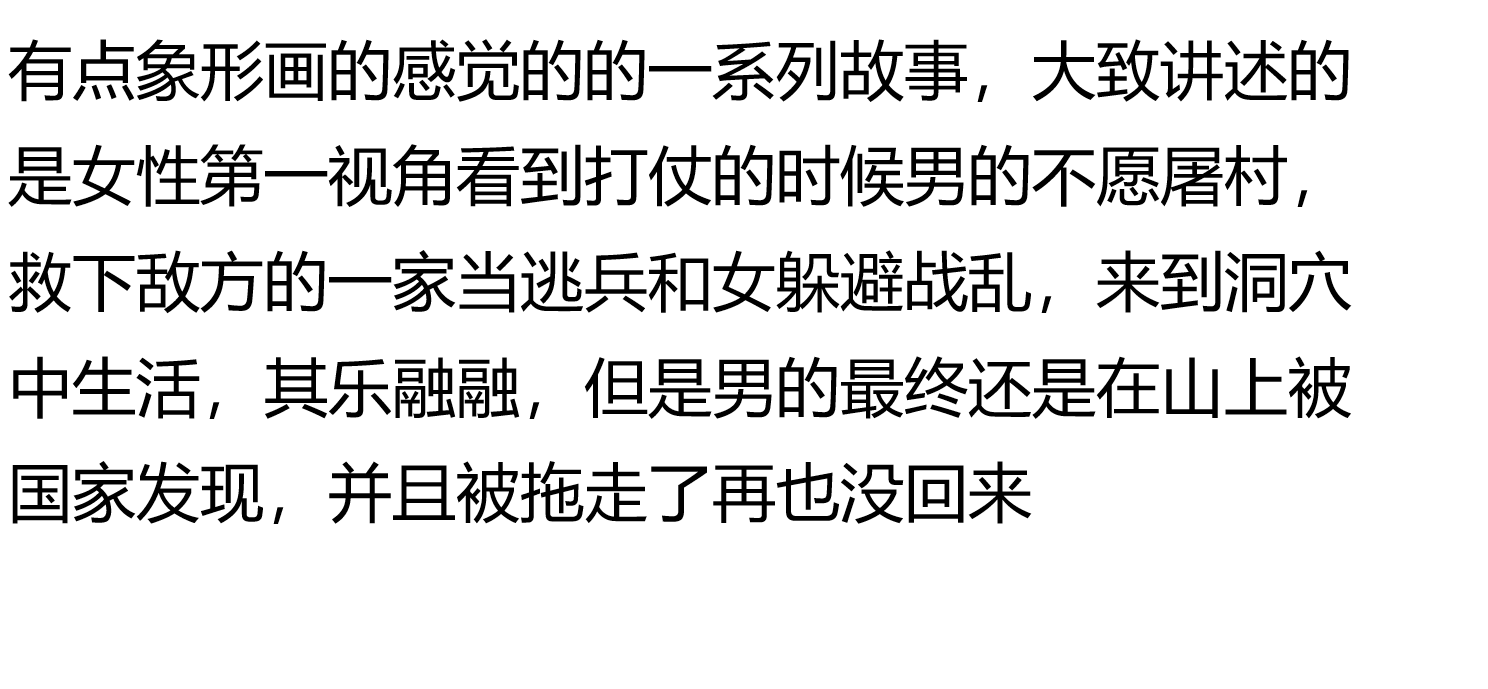 有点象形画的感觉的的一系列故事，大致讲述的
是女性第一视角看到打仗的时候男的不愿屠村，
救下敌方的一家当逃兵和女躲避战乱，来到洞穴
中生活，其乐融融，但是男的最终还是在山上被
国家发现，并且被拖走了再也没回来